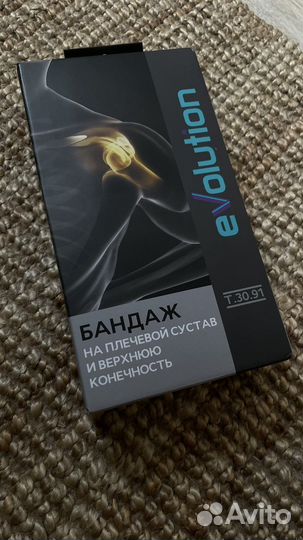 evolution
Т.30.91
БАНДАЖ
НА ПЛЕЧЕВОЙ СУСТАВ
И ВЕРХНЮЮ
КОНЕЧНОСТЬ
Avito